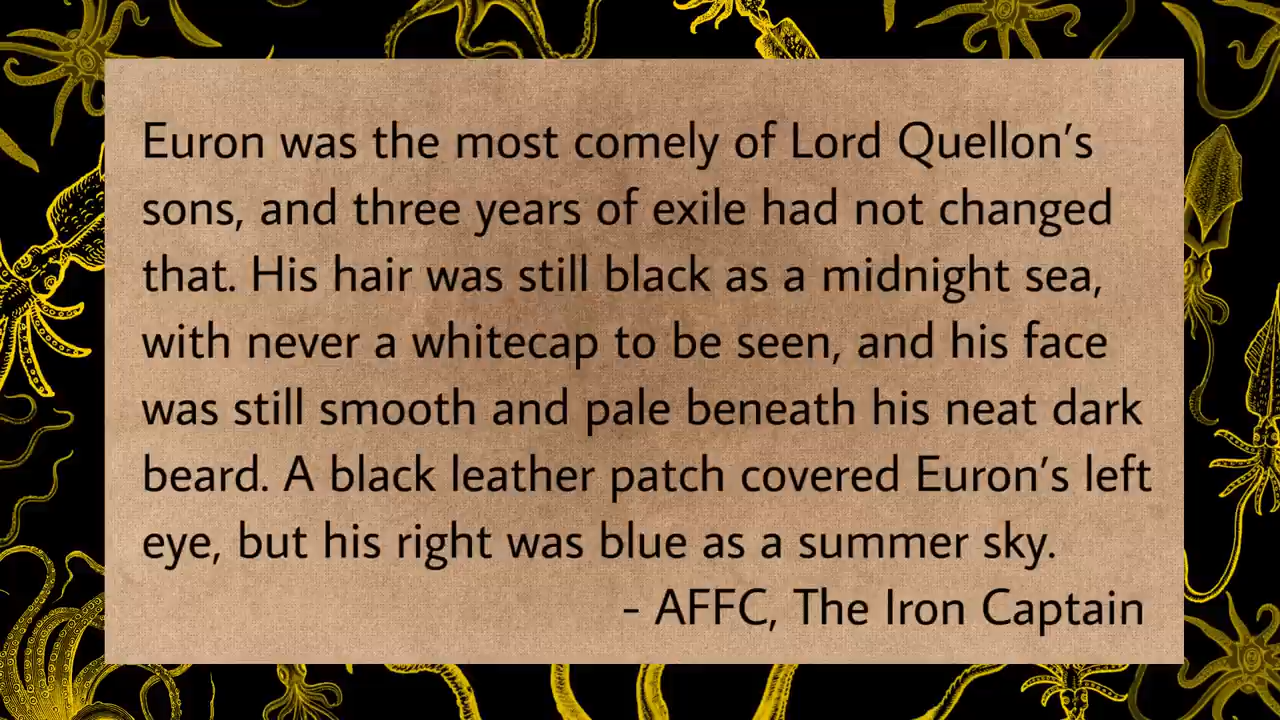 Euron was the most comely of Lord Quellon’s
sons, and three years of exile had not changed
that. His hair was still black as a midnight sea,
with never a whitecap to be seen, and his face
was still smooth and pale beneath his neat dark
beard. A black leather patch covered Euron’s left
eye, but his right was blue as a summer sky.
- AFFC, The Iron Captain